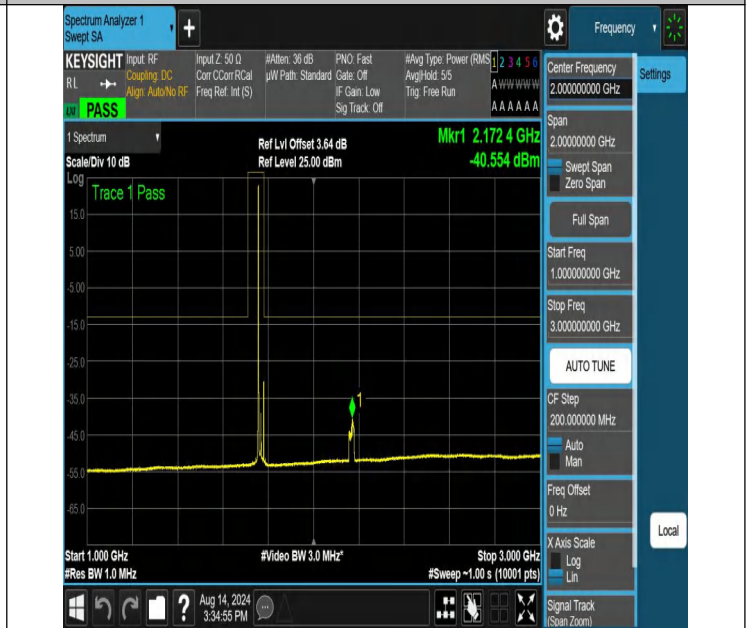 Spectrum Analyzer 1
Swept SA
+
Frequency
KEYSIGHT
RL
PASS
Input: RF
Coupling: DC
Align: Auto/No RF
Input Z: 50 Ω
Corr CCorr RCal
Freq Ref: Int (S)
#Atten: 36 dB
µW Path: Standard
PNO: Fast
Gate: Off
IF Gain: Low
Sig Track: Off
#Avg Type: Power (RMS
Avg|Hold: 5/5
Trig: Free Run
1 2 3 4 5 6
A W W W W W
A A A A A A
Settings
Center Frequency
2.000000000 GHz
Span
2.00000000 GHz
Swept Span
Zero Span
Full Span
Start Freq
1.000000000 GHz
Stop Freq
3.000000000 GHz
AUTO TUNE
CF Step
200.000000 MHz
Auto
Man
Freq Offset
0 Hz
X Axis Scale
Log
Lin
Signal Track
(Span Zoom)
Local
1 Spectrum
Scale/Div 10 dB
Log
Ref Lvl Offset 3.64 dB
Ref Level 25.00 dBm
Mkr1 2.172 4 GHz
-40.554 dBm
Trace 1 Pass
15.0
5.00
-5.00
-15.0
-25.0
-35.0
-45.0
-55.0
-65.0
1
Start 1.000 GHz
#Res BW 1.0 MHz
#Video BW 3.0 MHz*
Stop 3.000 GHz
#Sweep ~1.00 s (10001 pts)
?
Aug 14, 2024
3:34:55 PM